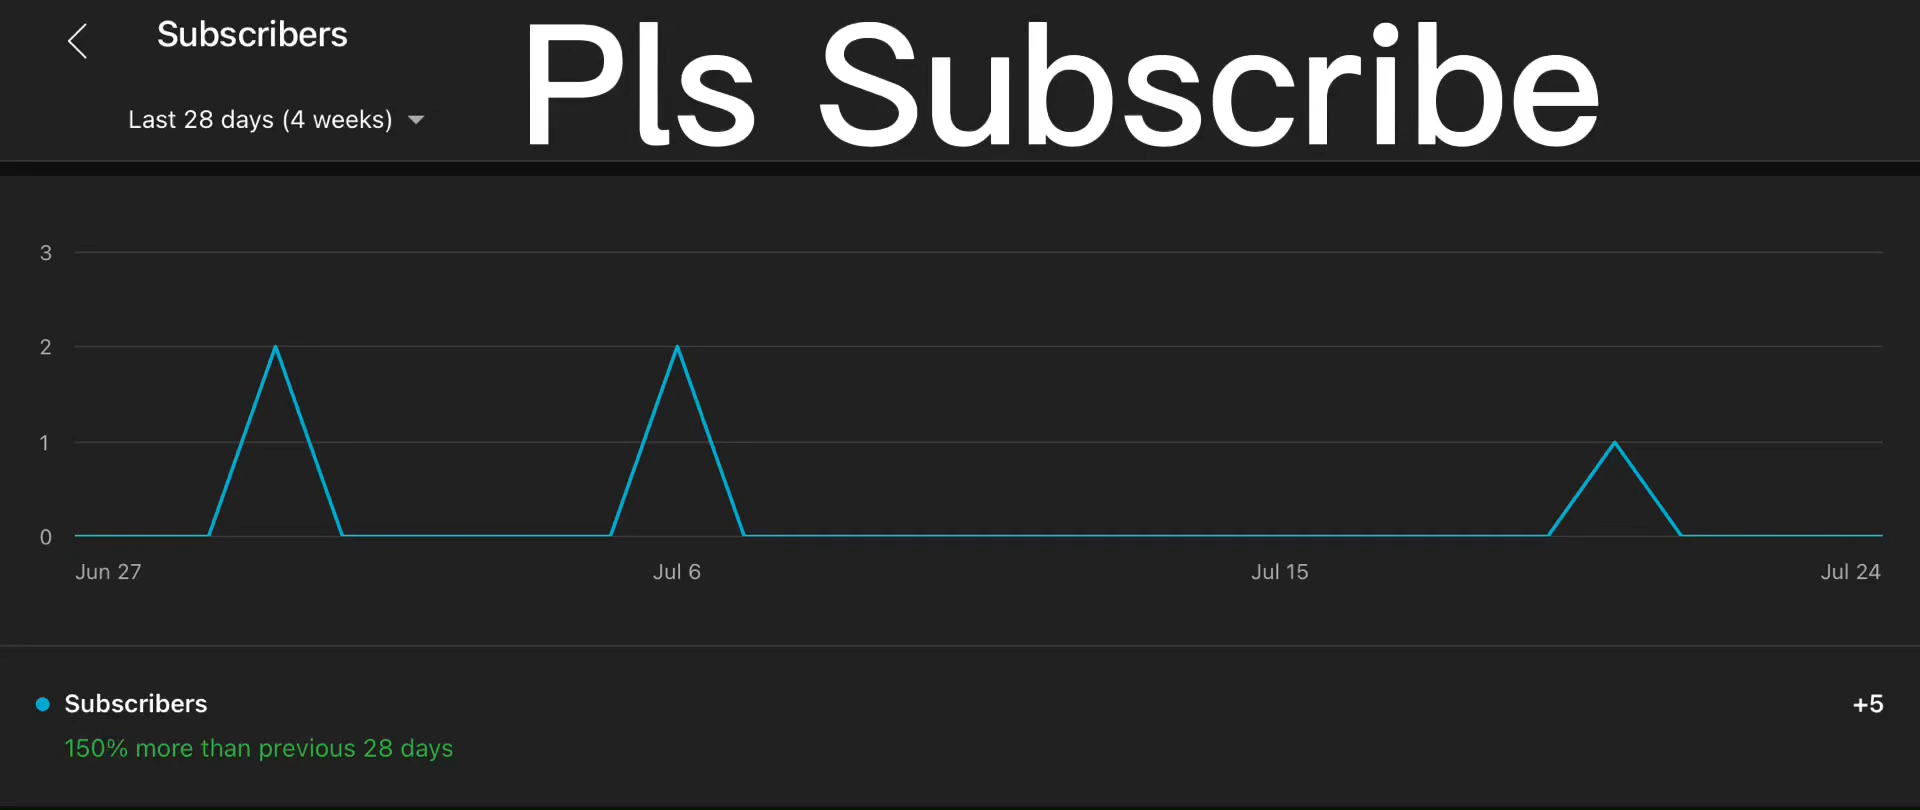 Subscribers
Pls Subscribe
Last 28 days (4 weeks)
3
2
1
0
Jun 27
Jul 6
Jul 15
Jul 24
Subscribers
+5
150% more than previous 28 days